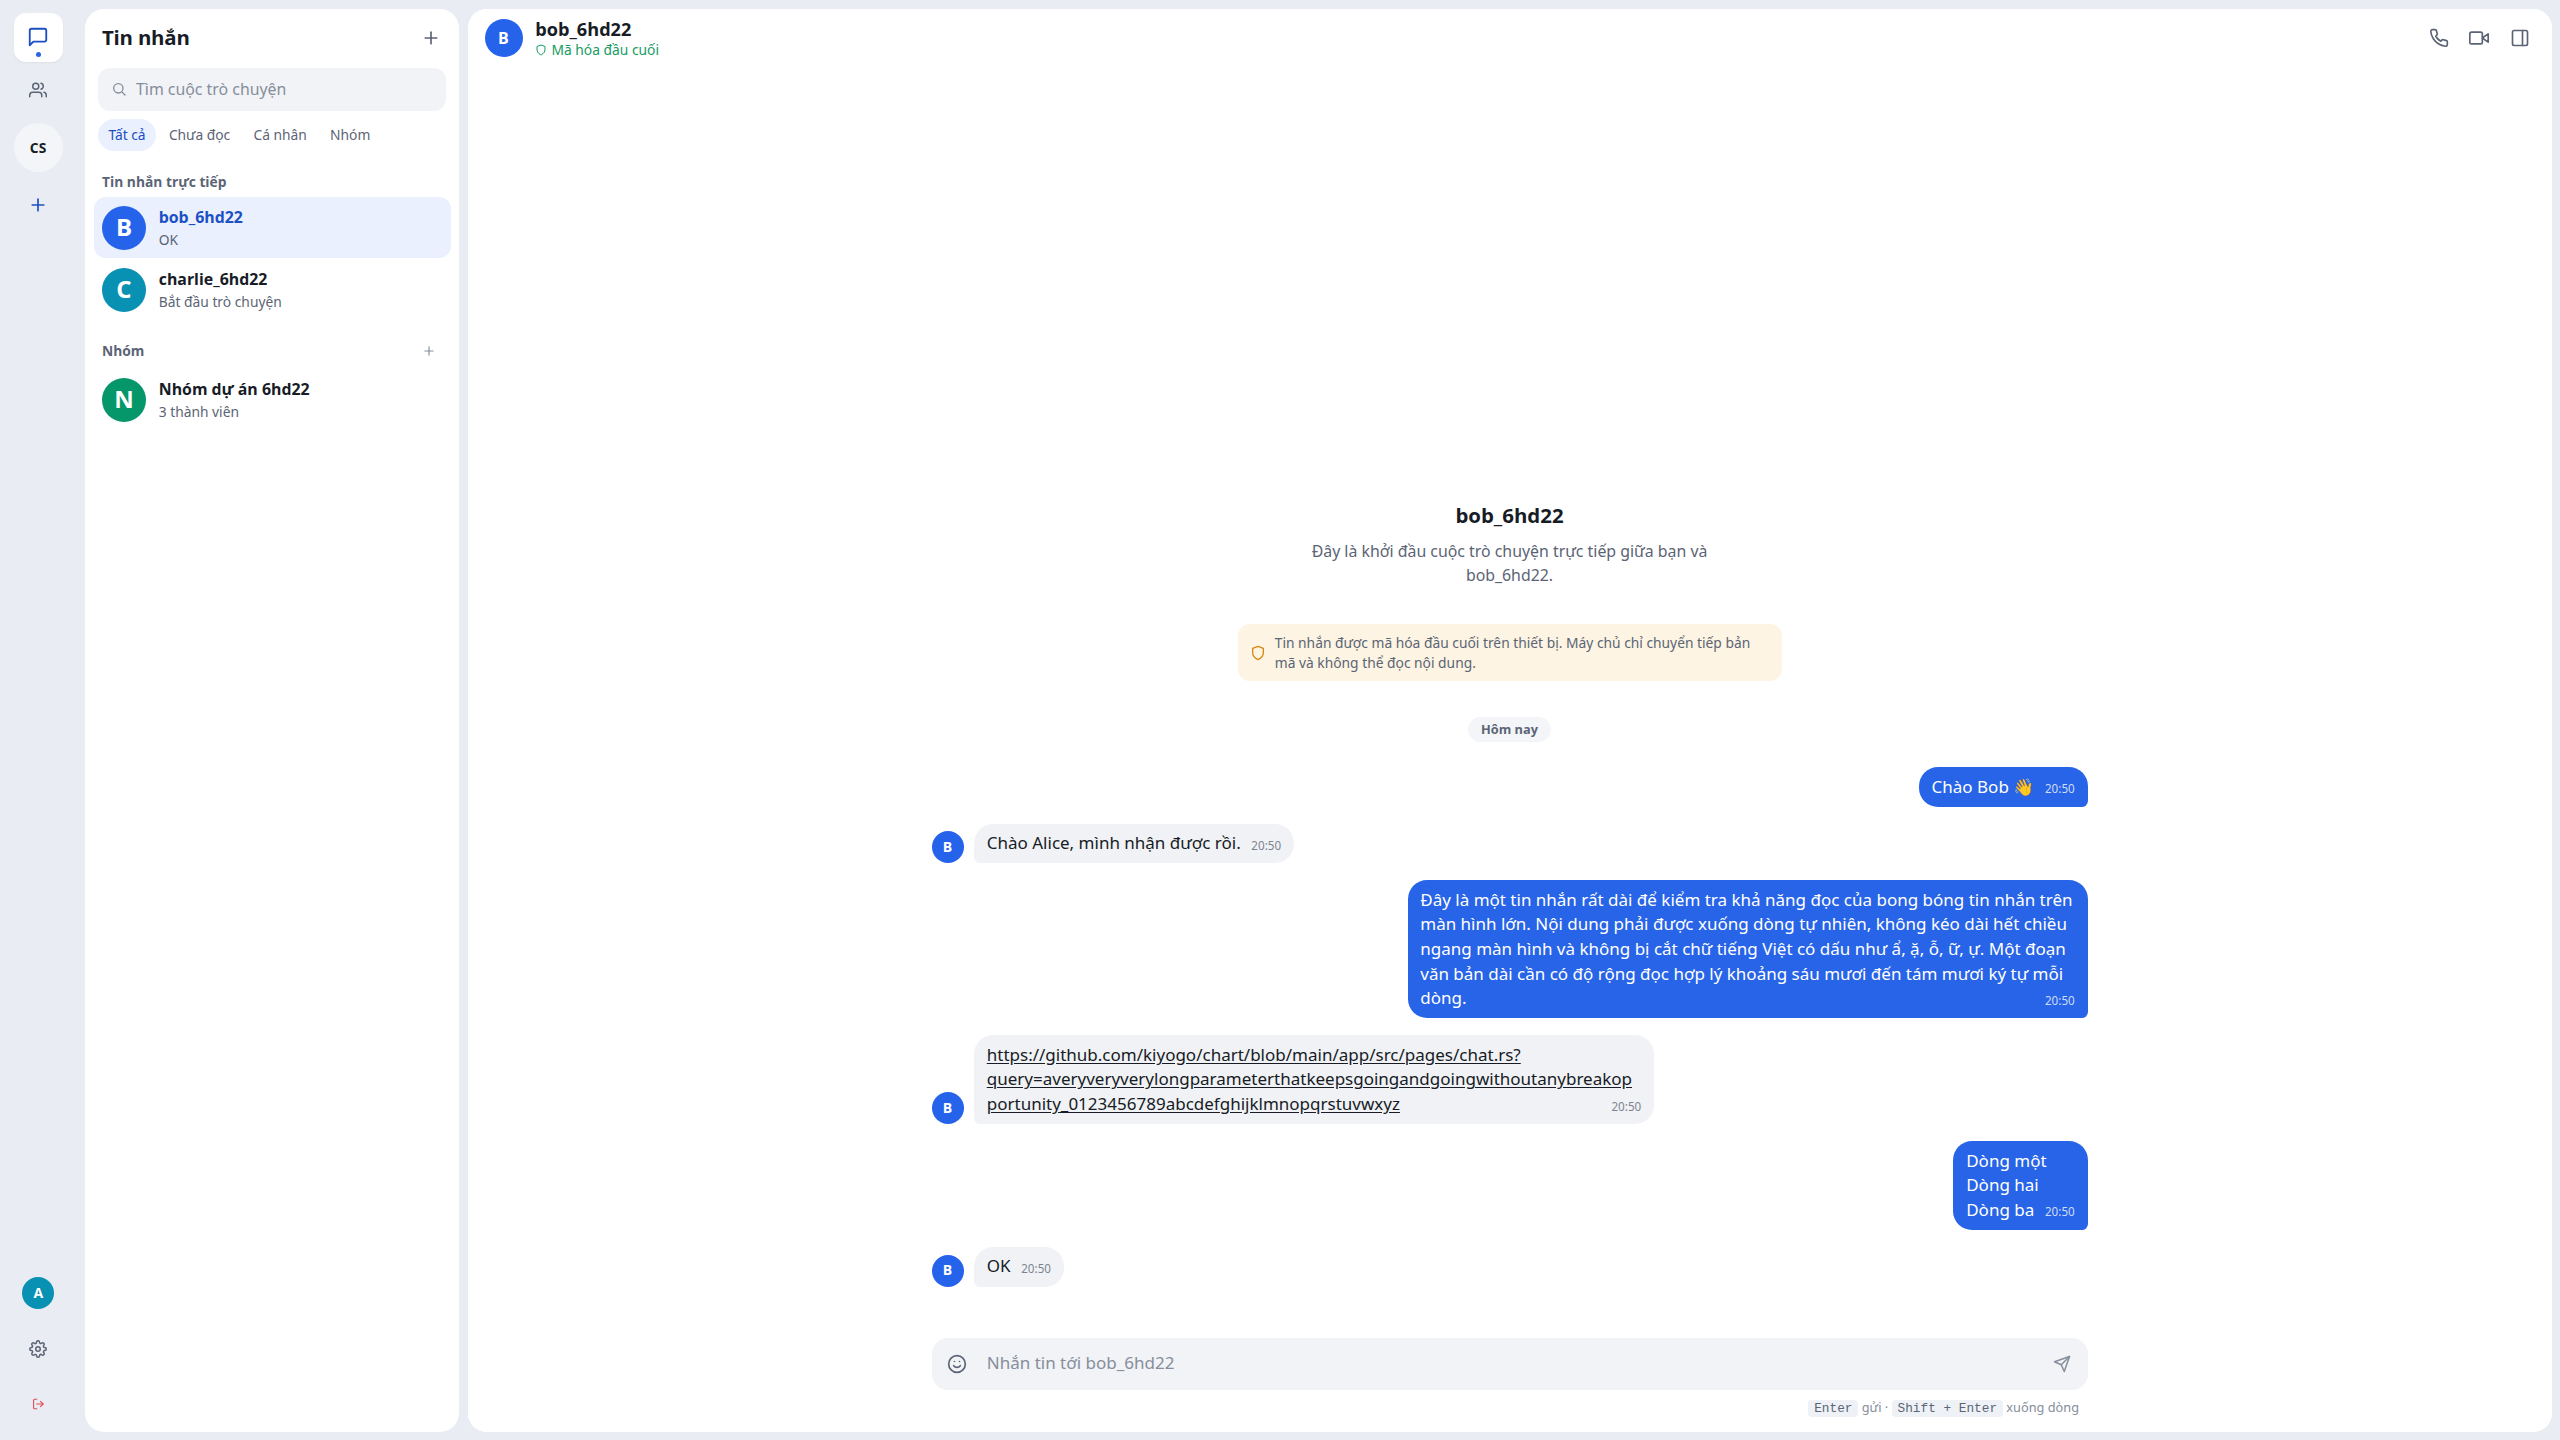 Tin nhắn
Tìm cuộc trò chuyện
Tất cả
Chưa đọc
Cá nhân
Nhóm
CS
Tin nhắn trực tiếp
B
bob_6hd22
OK
C
charlie_6hd22
Bắt đầu trò chuyện
Nhóm
N
Nhóm dự án 6hd22
3 thành viên
A
B
bob_6hd22
Mã hóa đầu cuối
bob_6hd22
Đây là khởi đầu cuộc trò chuyện trực tiếp giữa bạn và
bob_6hd22.
Tin nhắn được mã hóa đầu cuối trên thiết bị. Máy chủ chỉ chuyển tiếp bản
mã và không thể đọc nội dung.
Hôm nay
Chào Bob 👋 20:50
B
Chào Alice, mình nhận được rồi. 20:50
Đây là một tin nhắn rất dài để kiểm tra khả năng đọc của bong bóng tin nhắn trên
màn hình lớn. Nội dung phải được xuống dòng tự nhiên, không kéo dài hết chiều
ngang màn hình và không bị cắt chữ tiếng Việt có dấu như ẩ, ặ, ỗ, ữ, ự. Một đoạn
văn bản dài cần có độ rộng đọc hợp lý khoảng sáu mươi đến tám mươi ký tự mỗi
dòng. 20:50
https://github.com/kiyogo/chart/blob/main/app/src/pages/chat.rs?
query=averyveryverylongparameterthatkeepsgoingandgoingwithoutanybreakop
B
portunity_0123456789abcdefghijklmnopqrstuvwxyz 20:50
Dòng một
Dòng hai
Dòng ba 20:50
B
OK 20:50
Nhắn tin tới bob_6hd22
Enter gửi · Shift + Enter xuống dòng